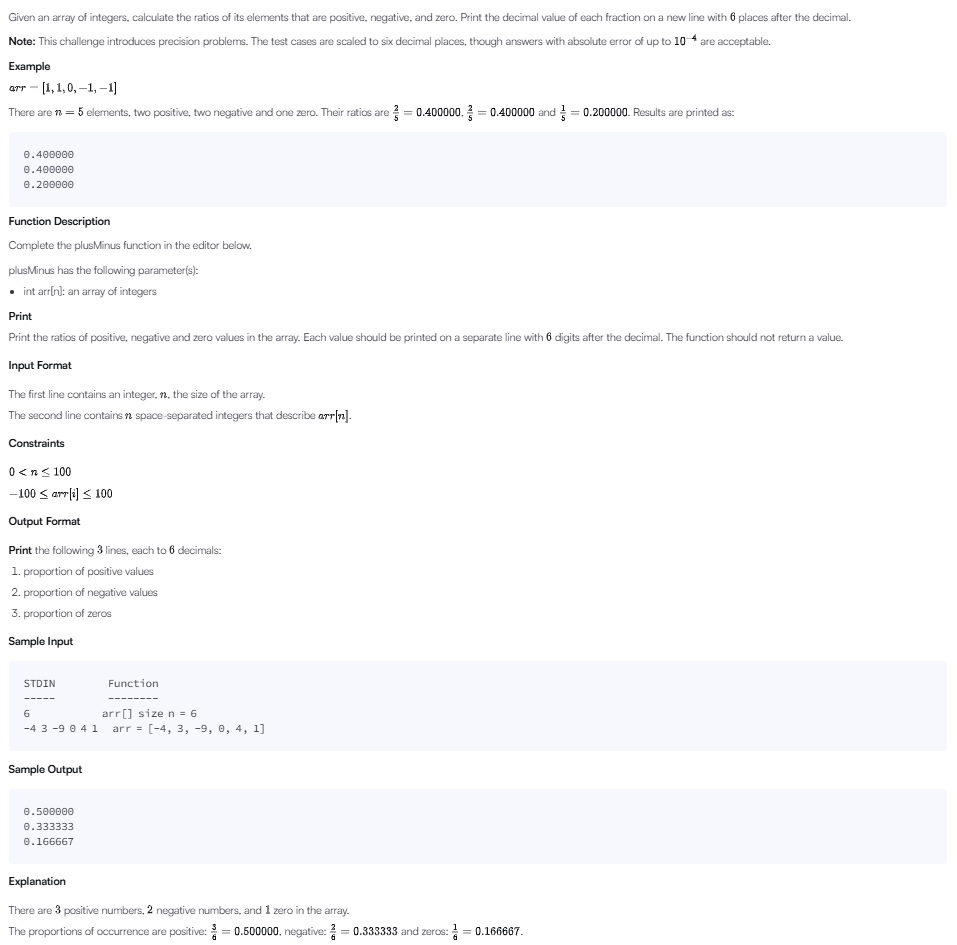 Given an array of integers, calculate the ratios of its elements that are positive, negative, and zero. Print the decimal value of each fraction on a new line with 6 places after the decimal.
Note: This challenge introduces precision problems. The test cases are scaled to six decimal places, though answers with absolute error of up to 10⁻⁴ are acceptable.
Example
arr = [1, 1, 0, −1, −1]
There are n = 5 elements, two positive, two negative and one zero. Their ratios are 2/5 = 0.400000, 2/5 = 0.400000 and 1/5 = 0.200000. Results are printed as:
0.400000
0.400000
0.200000
Function Description
Complete the plusMinus function in the editor below.
plusMinus has the following parameter(s):
• int arr[n]: an array of integers
Print
Print the ratios of positive, negative and zero values in the array. Each value should be printed on a separate line with 6 digits after the decimal. The function should not return a value.
Input Format
The first line contains an integer, n, the size of the array.
The second line contains n space-separated integers that describe arr[n].
Constraints
0 < n ≤ 100
−100 ≤ arr[i] ≤ 100
Output Format
Print the following 3 lines, each to 6 decimals:
1. proportion of positive values
2. proportion of negative values
3. proportion of zeros
Sample Input
STDIN Function
----- --------
6 arr[] size n = 6
-4 3 -9 0 4 1 arr = [-4, 3, -9, 0, 4, 1]
Sample Output
0.500000
0.333333
0.166667
Explanation
There are 3 positive numbers, 2 negative numbers, and 1 zero in the array.
The proportions of occurrence are positive: 3/6 = 0.500000, negative: 2/6 = 0.333333 and zeros: 1/6 = 0.166667.